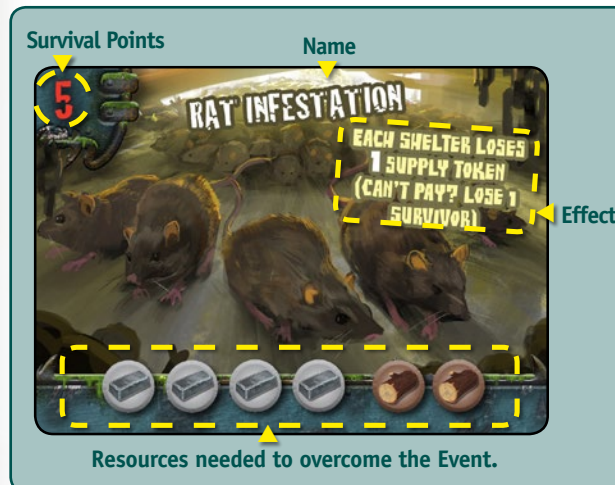 Survival Points
Name
5
RAT INFESTATION
EACH SHELTER LOSES
1 SUPPLY TOKEN
(CAN'T PAY? LOSE 1
SURVIVOR)
Effect
Resources needed to overcome the Event.